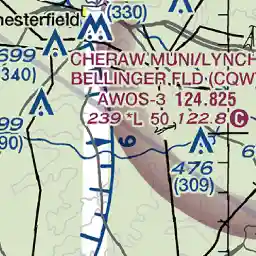 hesterfield
(330)
699
340)
CHERAW MUNI/LYNCH
BELLINGER FLD (CQW
AWOS-3 124.825
239 *L 50 122.8 C
99
90)
6
476
(309)